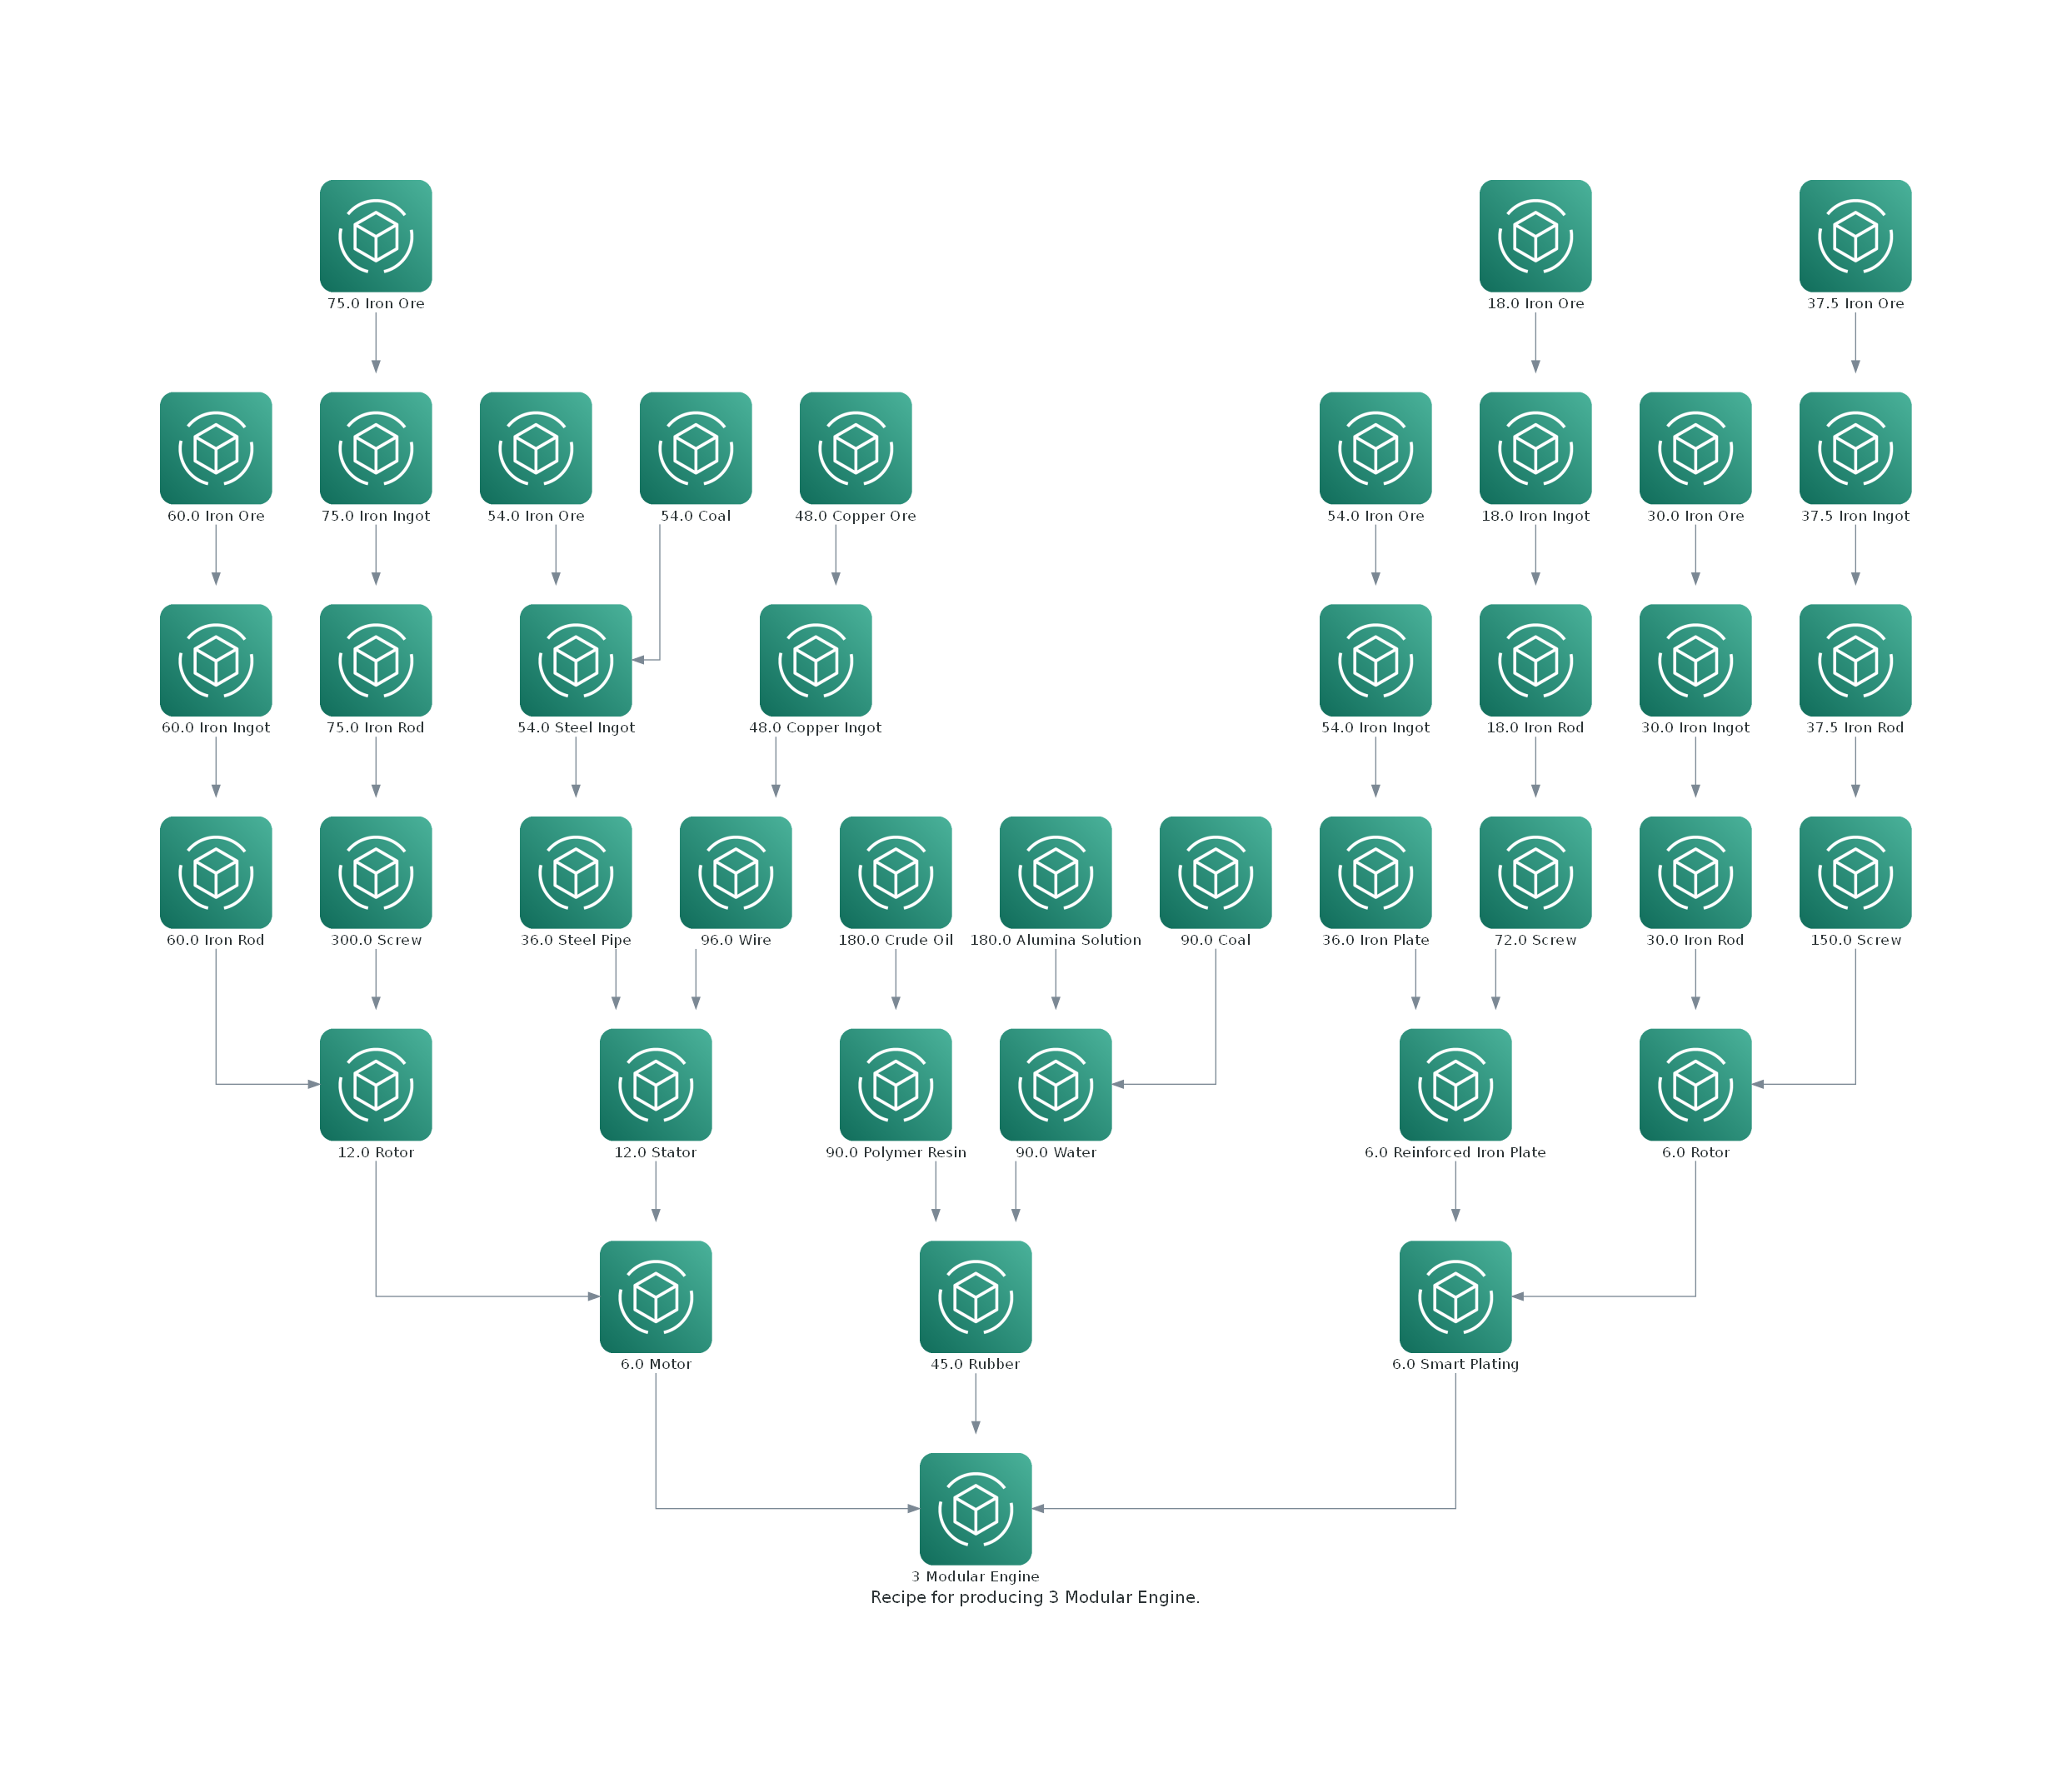 75.0 Iron Ore
18.0 Iron Ore
37.5 Iron Ore
60.0 Iron Ore
75.0 Iron Ingot
54.0 Iron Ore
54.0 Coal
48.0 Copper Ore
54.0 Iron Ore
18.0 Iron Ingot
30.0 Iron Ore
37.5 Iron Ingot
60.0 Iron Ingot
75.0 Iron Rod
54.0 Steel Ingot
48.0 Copper Ingot
54.0 Iron Ingot
18.0 Iron Rod
30.0 Iron Ingot
37.5 Iron Rod
60.0 Iron Rod
300.0 Screw
36.0 Steel Pipe
96.0 Wire
180.0 Crude Oil
180.0 Alumina Solution
90.0 Coal
36.0 Iron Plate
72.0 Screw
30.0 Iron Rod
150.0 Screw
12.0 Rotor
12.0 Stator
90.0 Polymer Resin
90.0 Water
6.0 Reinforced Iron Plate
6.0 Rotor
6.0 Motor
45.0 Rubber
6.0 Smart Plating
3 Modular Engine
Recipe for producing 3 Modular Engine.